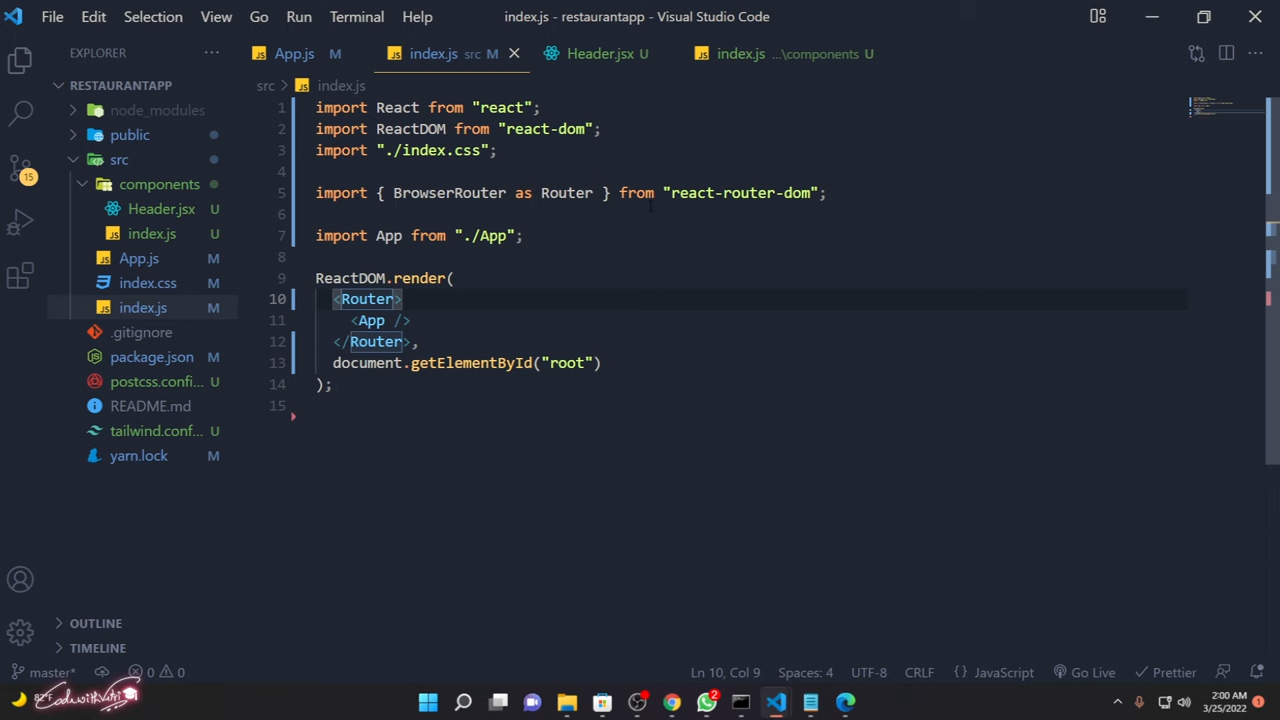 File Edit Selection View Go Run Terminal Help index.js - restaurantapp - Visual Studio Code
EXPLORER ... App.js M index.js src M Header.jsx U index.js ...\components U
RESTAURANTAPP
node_modules
public
src
components
Header.jsx U
index.js U
App.js M
index.css M
index.js M
.gitignore
package.json M
postcss.confi... U
README.md
tailwind.conf... U
yarn.lock M
OUTLINE
TIMELINE
src > index.js
1 import React from "react";
2 import ReactDOM from "react-dom";
3 import "./index.css";
4
5 import { BrowserRouter as Router } from "react-router-dom";
6
7 import App from "./App";
8
9 ReactDOM.render(
10 <Router>
11 <App />
12 </Router>,
13 document.getElementById("root")
14 );
15
15
master* 0 0 Ln 10, Col 9 Spaces: 4 UTF-8 CRLF {} JavaScript Go Live Prettier
82°F 2 2:00 AM
3/25/2022 1